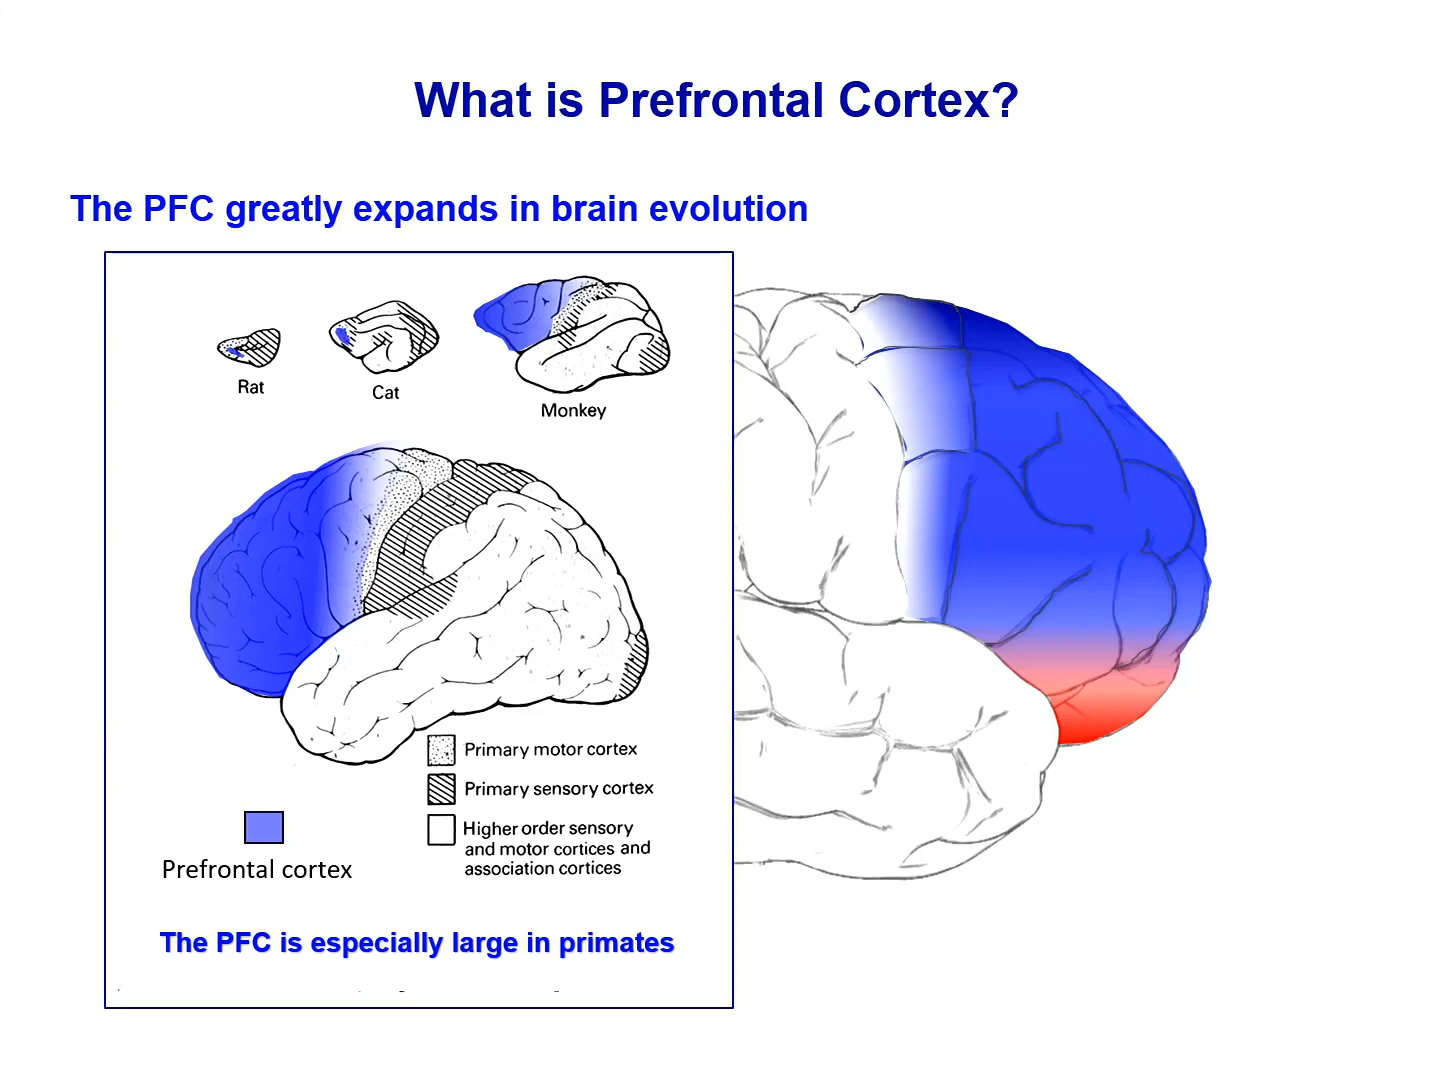 What is Prefrontal Cortex?
The PFC greatly expands in brain evolution
Rat
Cat
Monkey
Primary motor cortex
Primary sensory cortex
Higher order sensory
and motor cortices and
association cortices
Prefrontal cortex
The PFC is especially large in primates